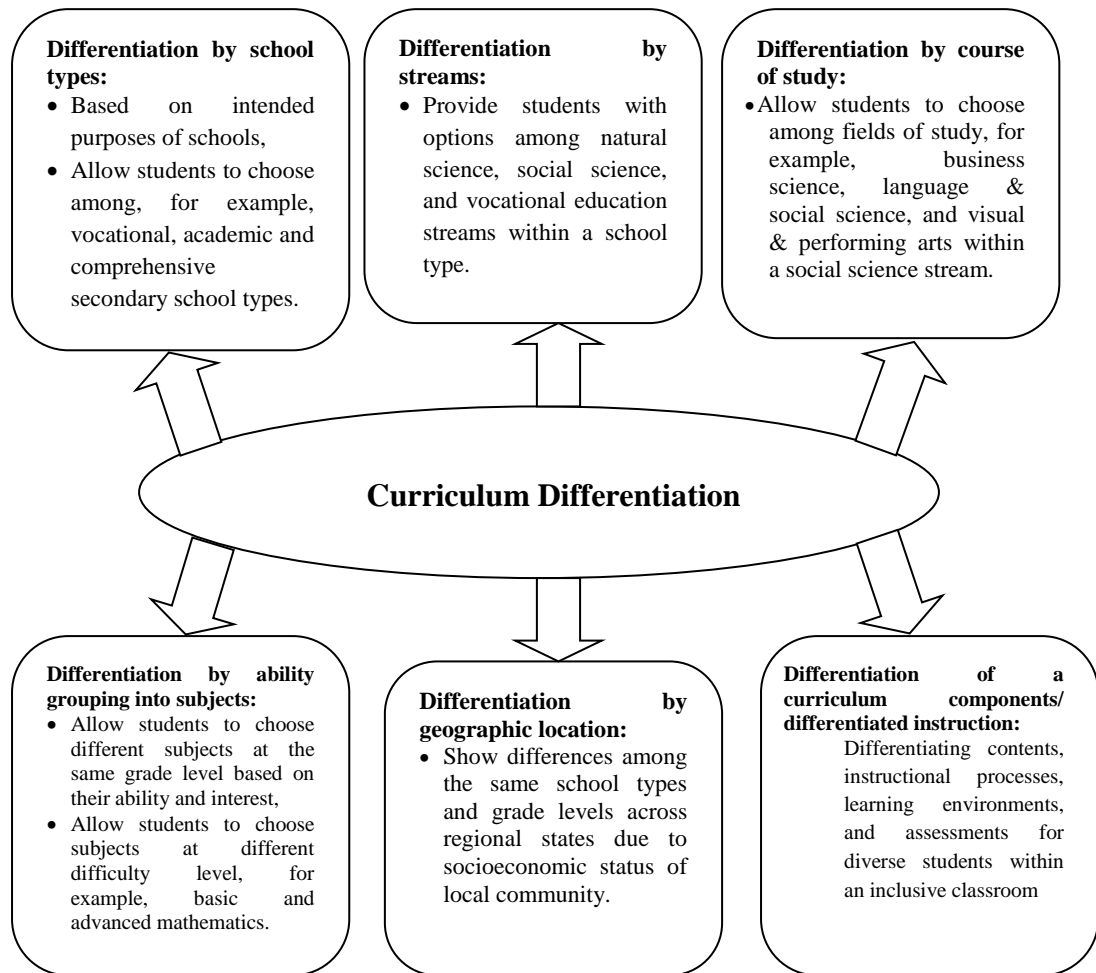 Differentiation by school
types:
• Based on intended
purposes of schools,
• Allow students to choose
among, for example,
vocational, academic and
comprehensive
secondary school types.
Differentiation by
streams:
• Provide students with
options among natural
science, social science,
and vocational education
streams within a school
type.
Differentiation by course
of study:
• Allow students to choose
among fields of study, for
example, business
science, language &
social science, and visual
& performing arts within
a social science stream.
Curriculum Differentiation
Differentiation by ability
grouping into subjects:
• Allow students to choose
different subjects at the
same grade level based on
their ability and interest,
• Allow students to choose
subjects at different
difficulty level, for
example, basic and
advanced mathematics.
Differentiation by
geographic location:
• Show differences among
the same school types
and grade levels across
regional states due to
socioeconomic status of
local community.
Differentiation of a
curriculum components/
differentiated instruction:
Differentiating contents,
instructional processes,
learning environments,
and assessments for
diverse students within
an inclusive classroom